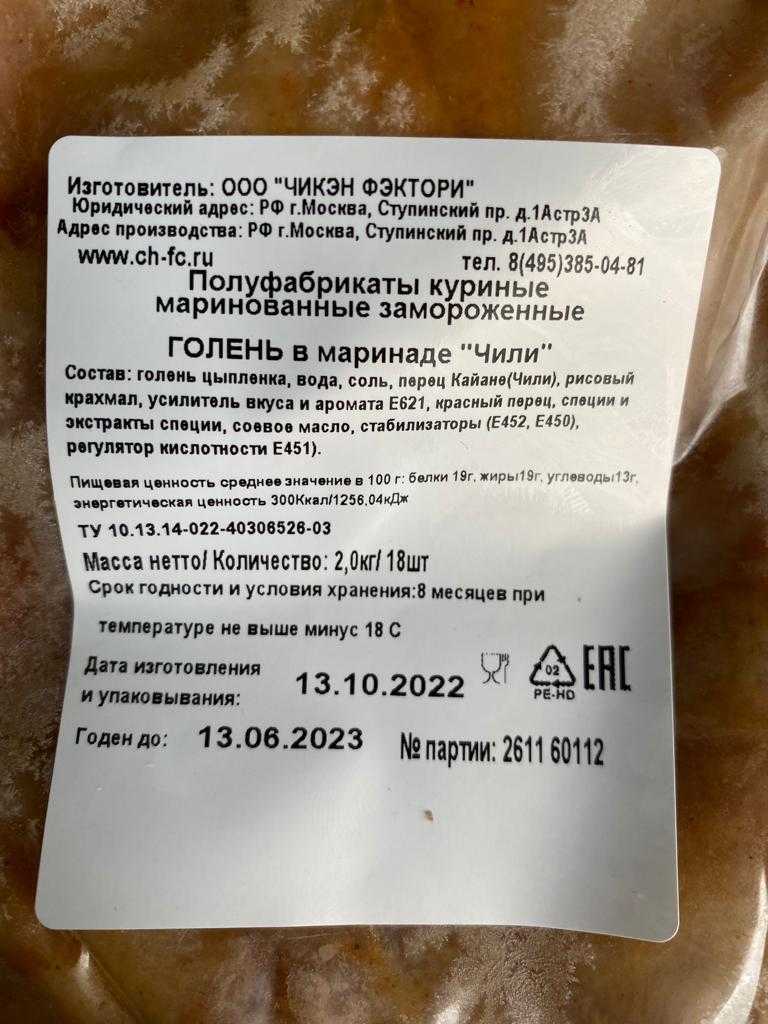 Изготовитель: ООО "ЧИКЭН ФЭКТОРИ"
Юридический адрес: РФ г.Москва, Ступинский пр. д.1Астр3А
Адрес производства: РФ г.Москва, Ступинский пр. д.1Астр3А
www.ch-fc.ru тел. 8(495)385-04-81
Полуфабрикаты куриные
маринованные замороженные
ГОЛЕНЬ в маринаде "Чили"
Состав: голень цыпленка, вода, соль, перец Кайане(Чили), рисовый
крахмал, усилитель вкуса и аромата Е621, красный перец, специи и
экстракты специи, соевое масло, стабилизаторы (Е452, Е450),
регулятор кислотности Е451).
Пищевая ценность среднее значение в 100 г: белки 19г, жиры19г, углеводы13г,
энергетическая ценность 300Ккал/1256,04кДж
ТУ 10.13.14-022-40306526-03
Масса нетто/ Количество: 2,0кг/ 18шт
Срок годности и условия хранения:8 месяцев при
температуре не выше минус 18 С
Дата изготовления
и упаковывания: 13.10.2022
02
PE-HD
EAC
Годен до: 13.06.2023
№ партии: 2611 60112